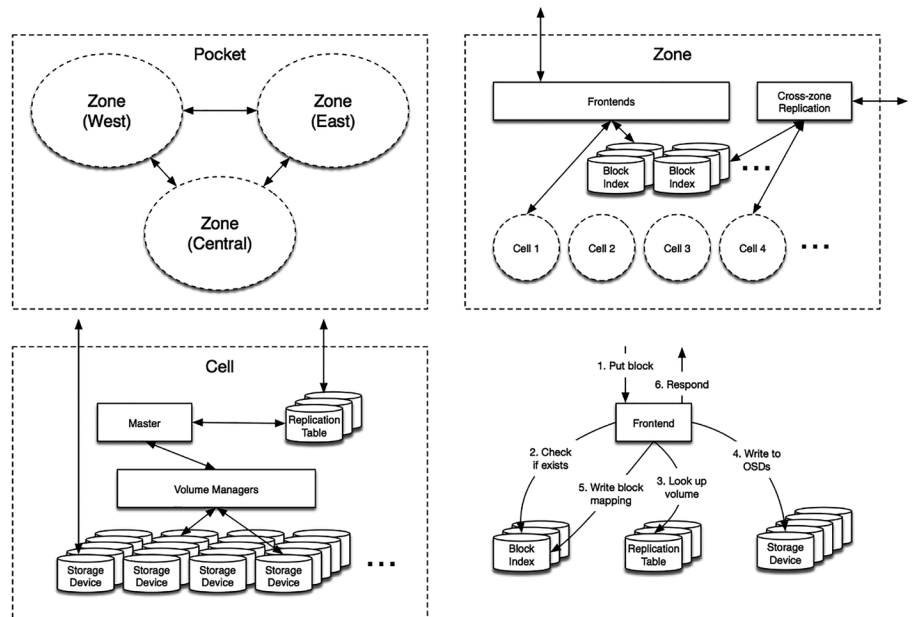 Pocket
Zone
(West)
Zone
(East)
Zone
(Central)
Zone
Frontends
Cross-zone
Replication
Block
Index
Block
Index
...
Cell 1
Cell 2
Cell 3
Cell 4
...
Cell
Master
Replication
Table
Volume Managers
Storage
Device
Storage
Device
Storage
Device
Storage
Device
...
1. Put block
6. Respond
Frontend
2. Check
if exists
5. Write block
mapping
3. Look up
volume
4. Write to
OSDs
Block
Index
Replication
Table
Storage
Device